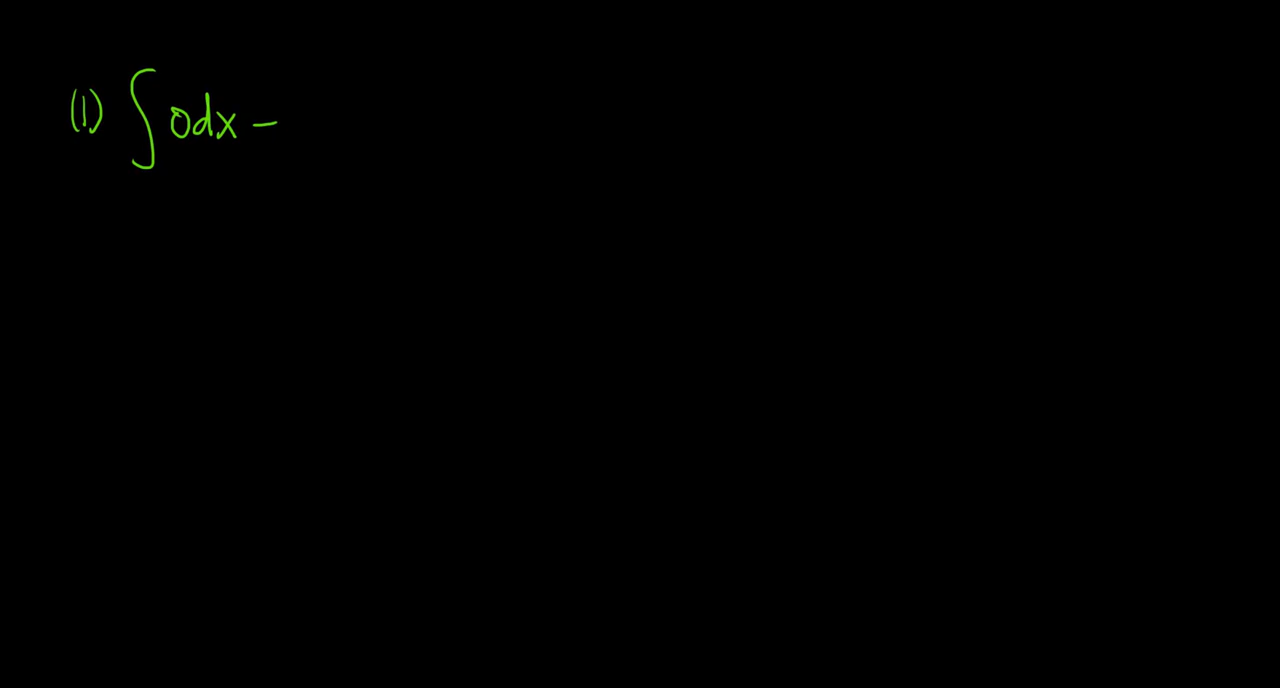 (1) ∫ 0dx -